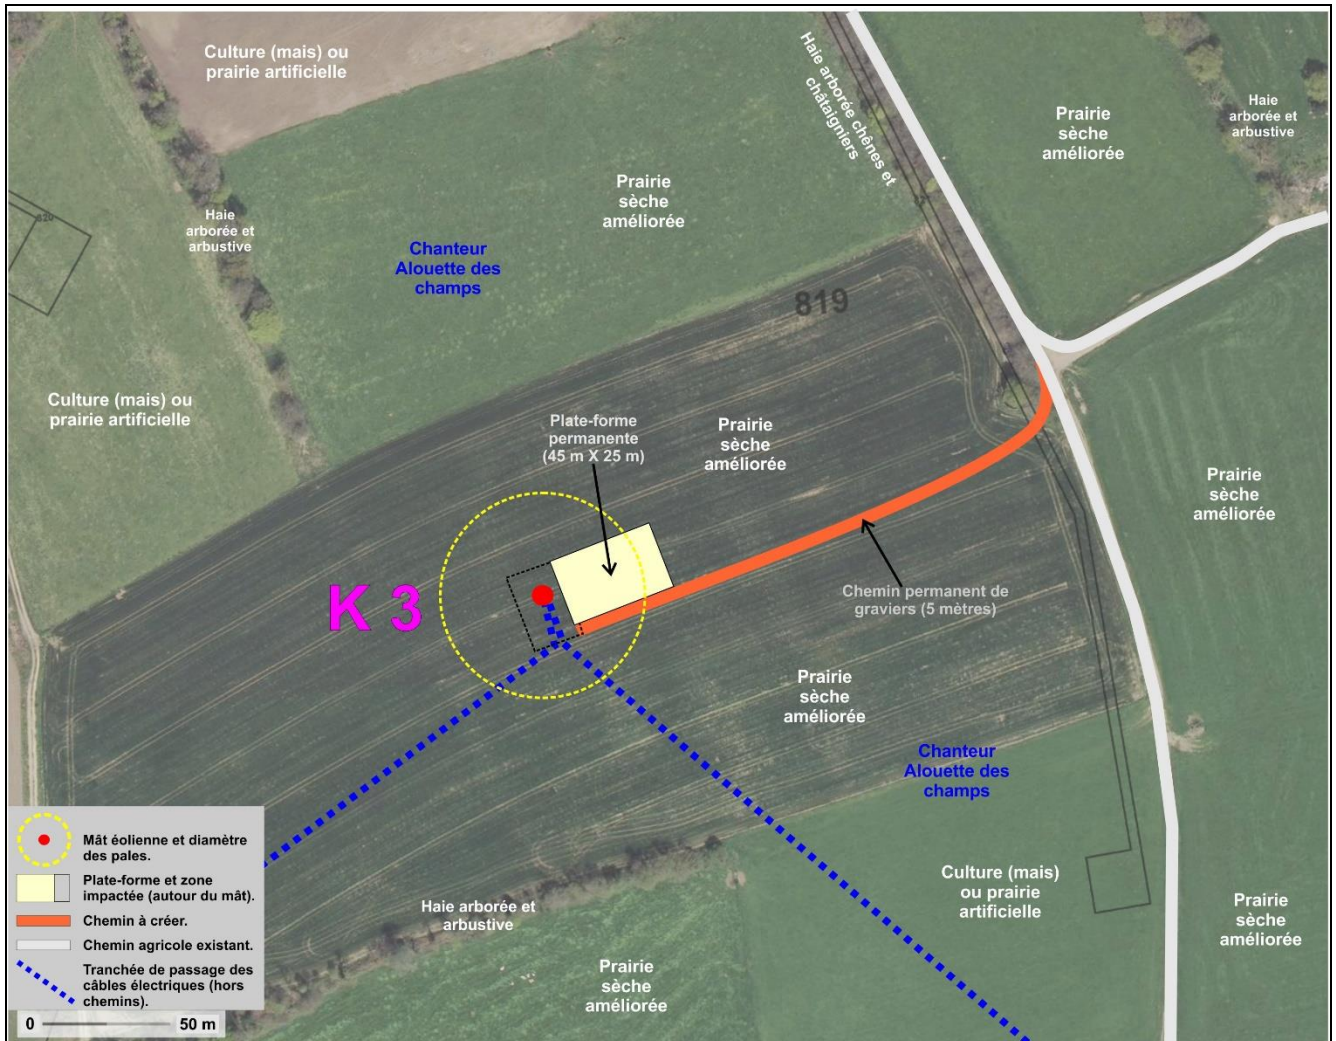 Culture (mais) ou
prairie artificielle
Haie arborée chênes et
châtaigniers
Prairie
sèche
améliorée
Haie
arborée et
arbustive
Prairie
sèche
améliorée
Haie
arborée et
arbustive
Chanteur
Alouette des
champs
819
Culture (mais) ou
prairie artificielle
Plate-forme
permanente
(45 m X 25 m)
Prairie
sèche
améliorée
Prairie
sèche
améliorée
K 3
Chemin permanent de
graviers (5 mètres)
Prairie
sèche
améliorée
Chanteur
Alouette des
champs
Culture (mais)
ou prairie
artificielle
Haie arborée et
arbustive
Prairie
sèche
améliorée
Prairie
sèche
améliorée
Mât éolienne et diamètre
des pales.
Plate-forme et zone
impactée (autour du mât).
Chemin à créer.
Chemin agricole existant.
Tranchée de passage des
câbles électriques (hors
chemins).
0 50 m